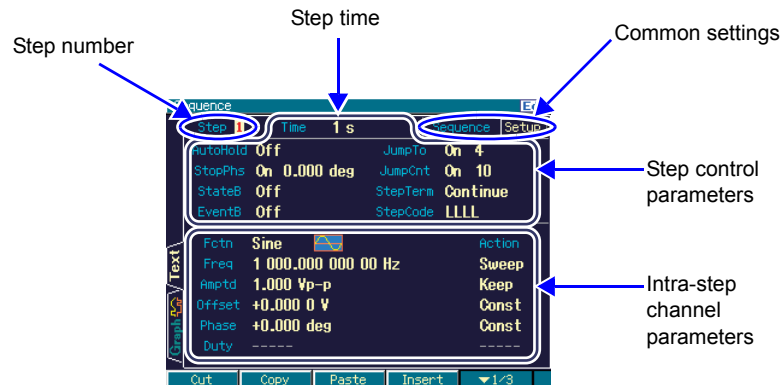 Step time
Step number
Common settings
Sequence
Step 1 Time 1 s Sequence Setup
AutoHold Off JumpTo On 4
StopPhs On 0.000 deg JumpCnt On 10
StateB Off StepTerm Continue
EventB Off StepCode LLLL
Step control
parameters
Fctn Sine Action
Freq 1 000.000 000 00 Hz Sweep
Amptd 1.000 Vp-p Keep
Offset +0.000 0 V Const
Phase +0.000 deg Const
Duty ----- -----
Text
Graph
Intra-step
channel
parameters
Cut Copy Paste Insert ▼1/3